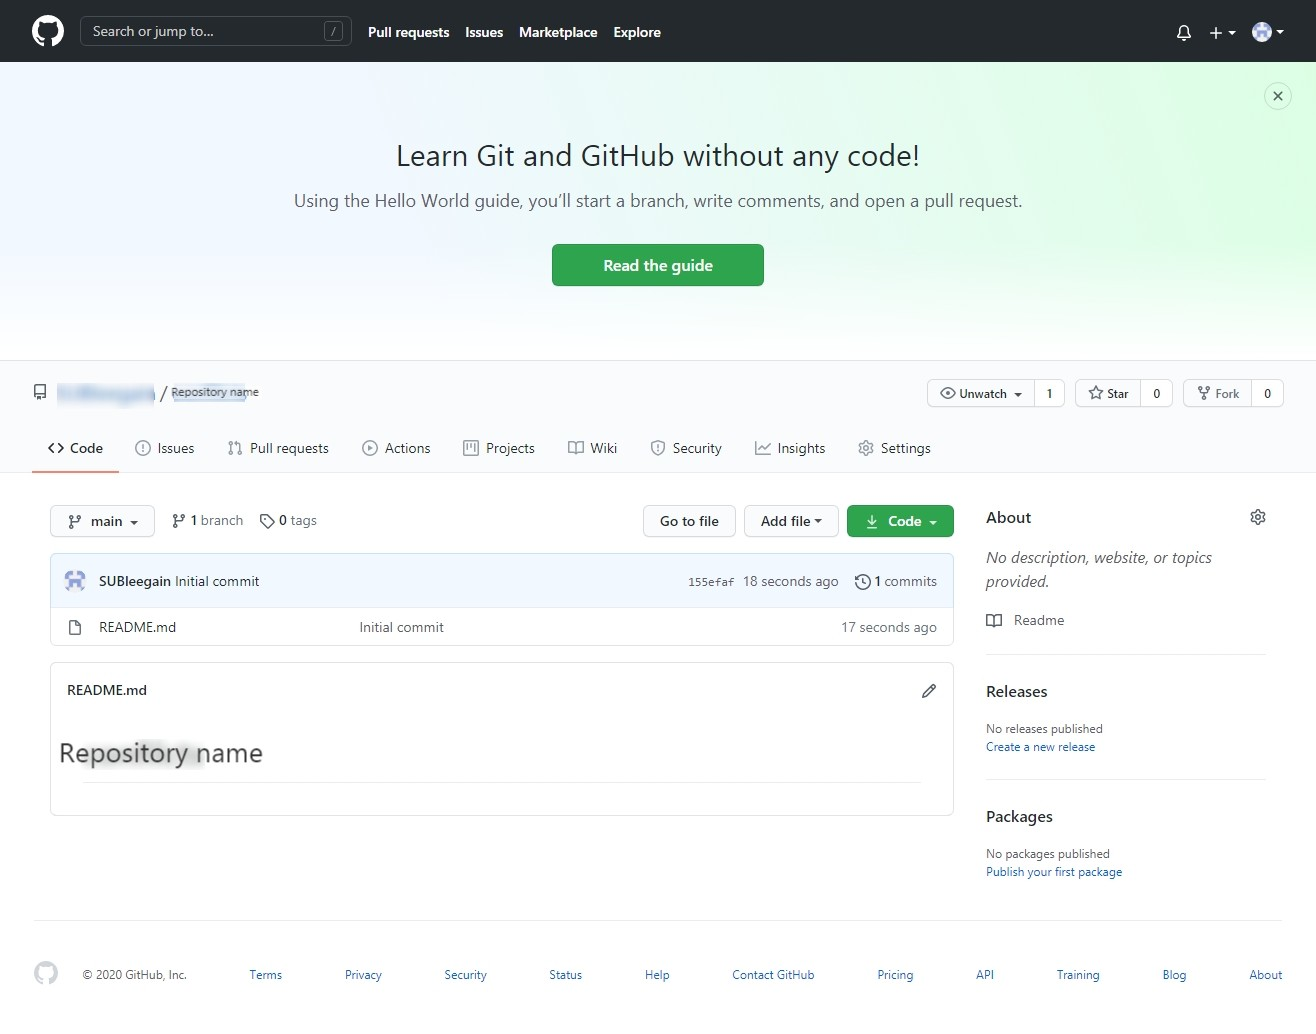 Search or jump to... /
Pull requests Issues Marketplace Explore
Learn Git and GitHub without any code!
Using the Hello World guide, you’ll start a branch, write comments, and open a pull request.
Read the guide
/ Repository name
Unwatch 1 Star 0 Fork 0
Code Issues Pull requests Actions Projects Wiki Security Insights Settings
main 1 branch 0 tags Go to file Add file Code
SUBleegain Initial commit 155efaf 18 seconds ago 1 commits
README.md Initial commit 17 seconds ago
README.md
Repository name
About
No description, website, or topics
provided.
Readme
Releases
No releases published
Create a new release
Packages
No packages published
Publish your first package
© 2020 GitHub, Inc. Terms Privacy Security Status Help Contact GitHub Pricing API Training Blog About